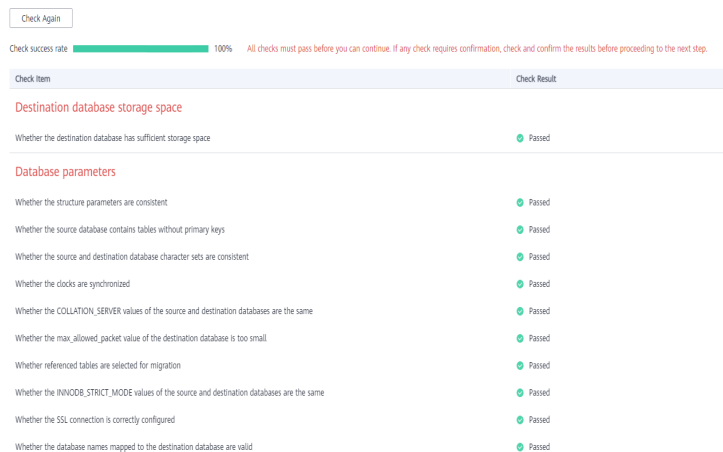 Check Again
Check success rate 100% All checks must pass before you can continue. If any check requires confirmation, check and confirm the results before proceeding to the next step.
Check Item Check Result
Destination database storage space
Whether the destination database has sufficient storage space Passed
Database parameters
Whether the structure parameters are consistent Passed
Whether the source database contains tables without primary keys Passed
Whether the source and destination database character sets are consistent Passed
Whether the clocks are synchronized Passed
Whether the COLLATION_SERVER values of the source and destination databases are the same Passed
Whether the max_allowed_packet value of the destination database is too small Passed
Whether referenced tables are selected for migration Passed
Whether the INNODB_STRICT_MODE values of the source and destination databases are the same Passed
Whether the SSL connection is correctly configured Passed
Whether the database names mapped to the destination database are valid Passed